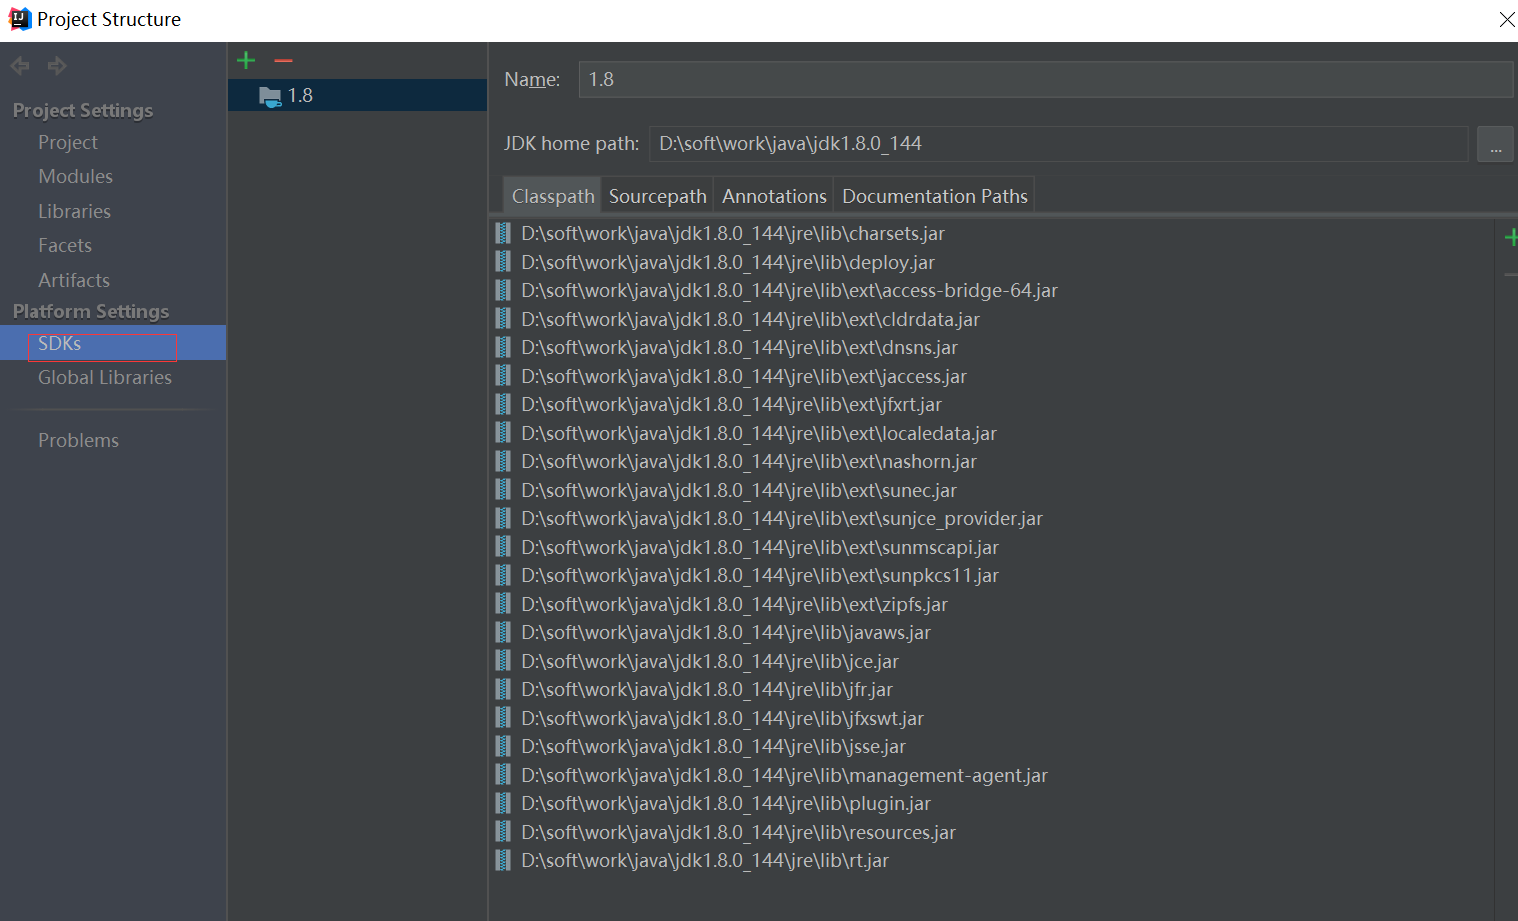 Project Structure
Project Settings
Project
Modules
Libraries
Facets
Artifacts
Platform Settings
SDKs
Global Libraries
Problems
1.8
Name: 1.8
JDK home path: D:\soft\work\java\jdk1.8.0_144 ...
Classpath Sourcepath Annotations Documentation Paths
D:\soft\work\java\jdk1.8.0_144\jre\lib\charsets.jar
D:\soft\work\java\jdk1.8.0_144\jre\lib\deploy.jar
D:\soft\work\java\jdk1.8.0_144\jre\lib\ext\access-bridge-64.jar
D:\soft\work\java\jdk1.8.0_144\jre\lib\ext\cldrdata.jar
D:\soft\work\java\jdk1.8.0_144\jre\lib\ext\dnsns.jar
D:\soft\work\java\jdk1.8.0_144\jre\lib\ext\jaccess.jar
D:\soft\work\java\jdk1.8.0_144\jre\lib\ext\jfxrt.jar
D:\soft\work\java\jdk1.8.0_144\jre\lib\ext\localedata.jar
D:\soft\work\java\jdk1.8.0_144\jre\lib\ext\nashorn.jar
D:\soft\work\java\jdk1.8.0_144\jre\lib\ext\sunec.jar
D:\soft\work\java\jdk1.8.0_144\jre\lib\ext\sunjce_provider.jar
D:\soft\work\java\jdk1.8.0_144\jre\lib\ext\sunmscapi.jar
D:\soft\work\java\jdk1.8.0_144\jre\lib\ext\sunpkcs11.jar
D:\soft\work\java\jdk1.8.0_144\jre\lib\ext\zipfs.jar
D:\soft\work\java\jdk1.8.0_144\jre\lib\javaws.jar
D:\soft\work\java\jdk1.8.0_144\jre\lib\jce.jar
D:\soft\work\java\jdk1.8.0_144\jre\lib\jfr.jar
D:\soft\work\java\jdk1.8.0_144\jre\lib\jfxswt.jar
D:\soft\work\java\jdk1.8.0_144\jre\lib\jsse.jar
D:\soft\work\java\jdk1.8.0_144\jre\lib\management-agent.jar
D:\soft\work\java\jdk1.8.0_144\jre\lib\plugin.jar
D:\soft\work\java\jdk1.8.0_144\jre\lib\resources.jar
D:\soft\work\java\jdk1.8.0_144\jre\lib\rt.jar